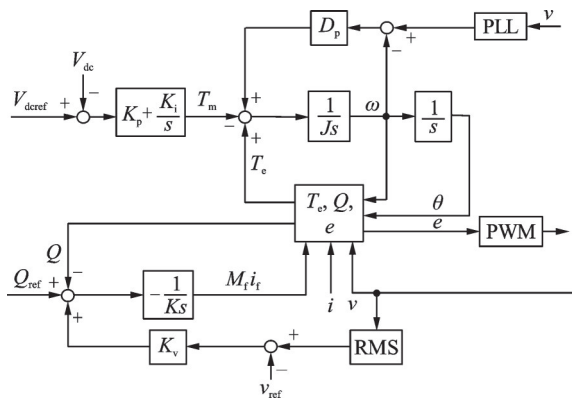 D_p
PLL
v
+
−
V_dc
V_dcref
+
−
K_p + K_i/s
T_m
−
+
+
1/Js
ω
1/s
T_e
T_e, Q,
e
θ
e
PWM
Q
Q_ref
+
−
+
−1/Ks
M_f i_f
i
v
K_v
+
−
RMS
v_ref